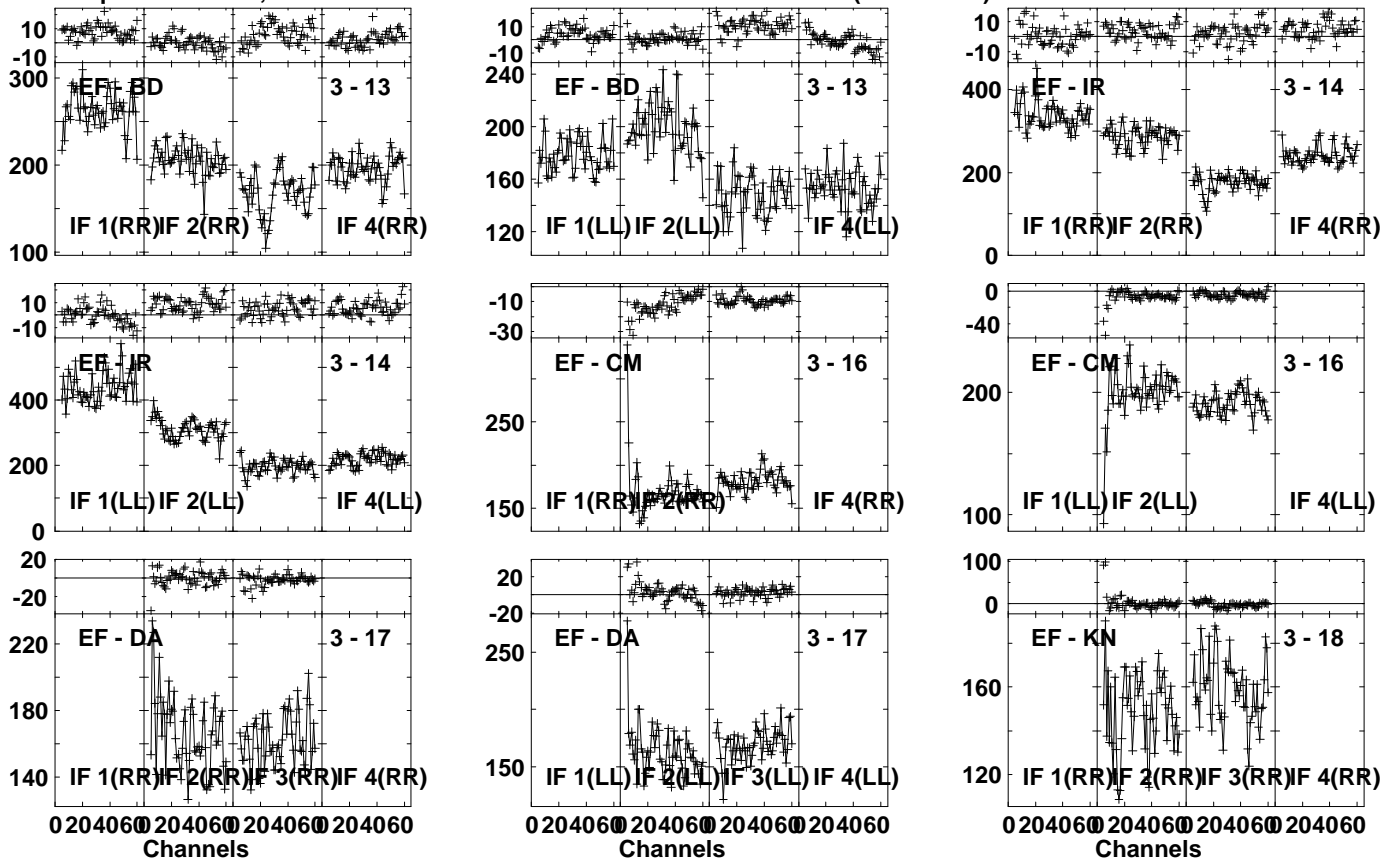 10
-10
300
200
100
EF - BD 3 - 13
IF 1(RR) IF 2(RR) IF 4(RR)
10
-10
240
200
160
120
EF - BD 3 - 13
IF 1(LL) IF 2(LL) IF 4(LL)
10
-10
400
200
0
EF - IR 3 - 14
IF 1(RR) IF 2(RR) IF 4(RR)
10
-10
400
200
0
EF - IR 3 - 14
IF 1(LL) IF 2(LL) IF 4(LL)
-10
-30
250
150
EF - CM 3 - 16
IF 1(RR) IF 2(RR) IF 4(RR)
0
-40
200
100
EF - CM 3 - 16
IF 1(LL) IF 2(LL) IF 4(LL)
20
-20
220
180
140
EF - DA 3 - 17
IF 1(RR) IF 2(RR) IF 3(RR) IF 4(RR)
0 20 40 60 0 20 40 60 0 20 40 60 0 20 40 60
Channels
20
-20
250
150
EF - DA 3 - 17
IF 1(LL) IF 2(LL) IF 3(LL) IF 4(LL)
0 20 40 60 0 20 40 60 0 20 40 60 0 20 40 60
Channels
100
0
160
120
EF - KN 3 - 18
IF 1(RR) IF 2(RR) IF 3(RR) IF 4(RR)
0 20 40 60 0 20 40 60 0 20 40 60 0 20 40 60
Channels